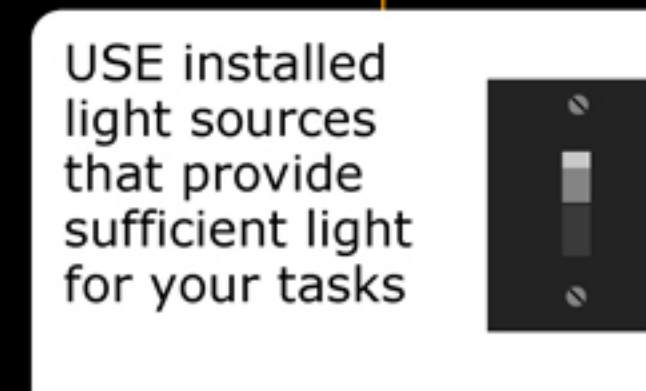 USE installed
light sources
that provide
sufficient light
for your tasks